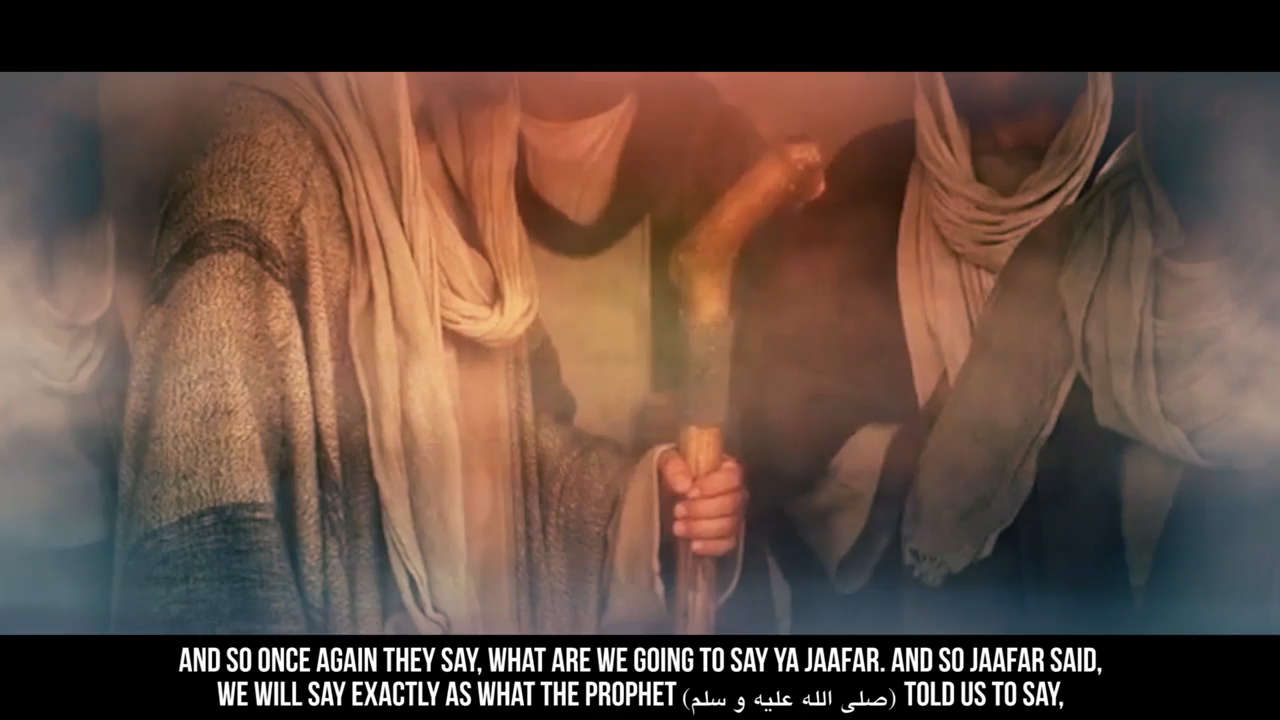 AND SO ONCE AGAIN THEY SAY, WHAT ARE WE GOING TO SAY YA JAAFAR. AND SO JAAFAR SAID,
WE WILL SAY EXACTLY AS WHAT THE PROPHET (صلى الله عليه و سلم) TOLD US TO SAY,